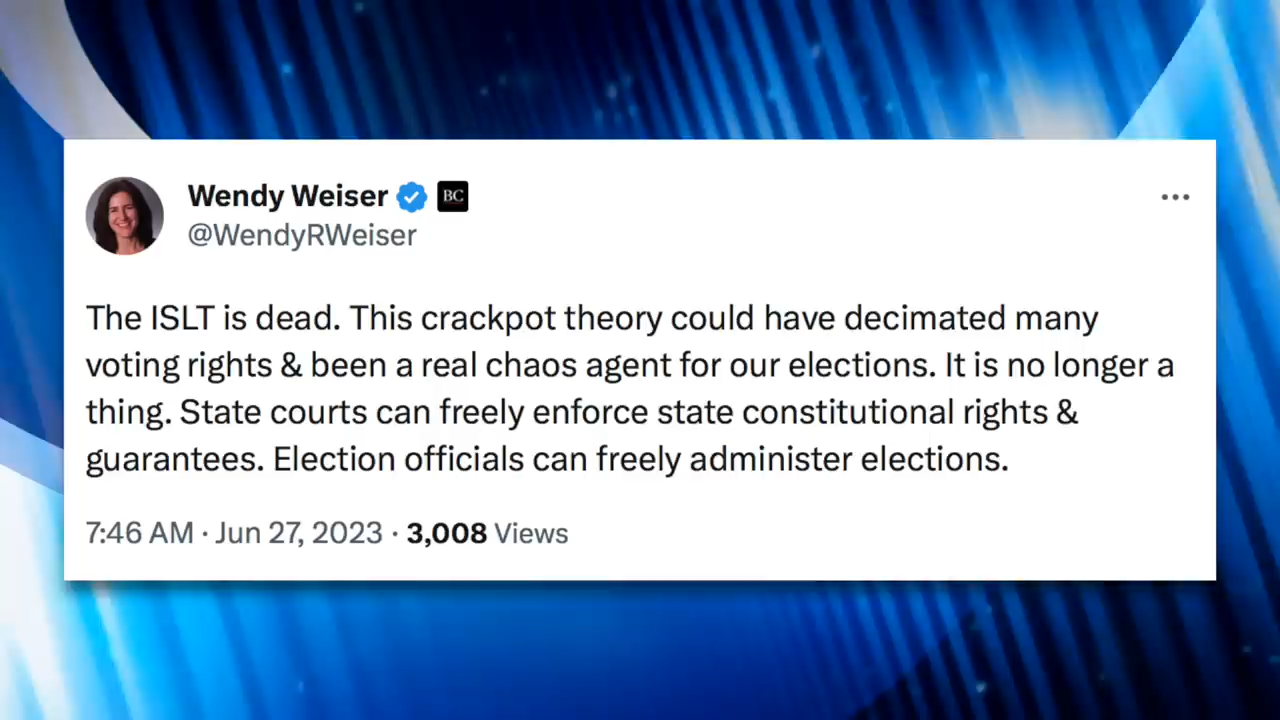 Wendy Weiser BC
@WendyRWeiser
The ISLT is dead. This crackpot theory could have decimated many
voting rights & been a real chaos agent for our elections. It is no longer a
thing. State courts can freely enforce state constitutional rights &
guarantees. Election officials can freely administer elections.
7:46 AM · Jun 27, 2023 · 3,008 Views